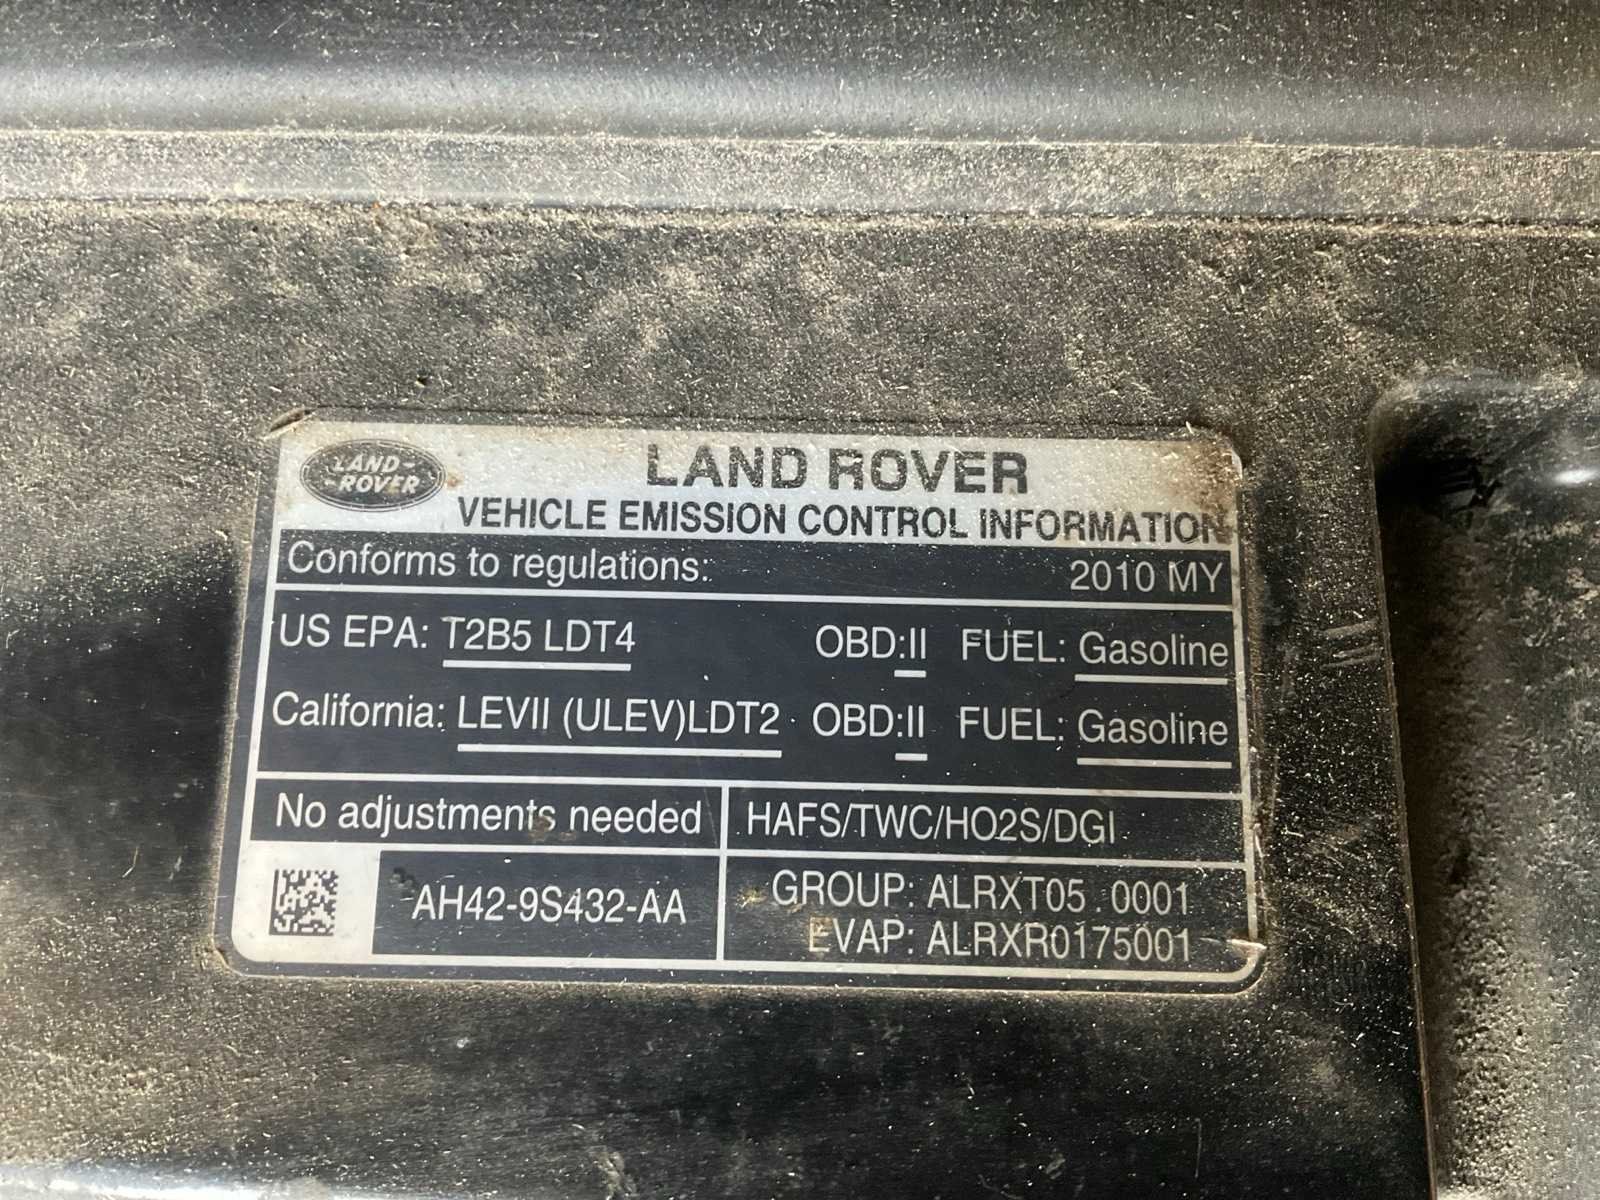 LAND-
-ROVER
LAND ROVER
VEHICLE EMISSION CONTROL INFORMATION
Conforms to regulations: 2010 MY
US EPA: T2B5 LDT4 OBD:II FUEL: Gasoline
California: LEVII (ULEV)LDT2 OBD:II FUEL: Gasoline
No adjustments needed HAFS/TWC/HO2S/DGI
AH42-9S432-AA GROUP: ALRXT05.0001
EVAP: ALRXR0175001